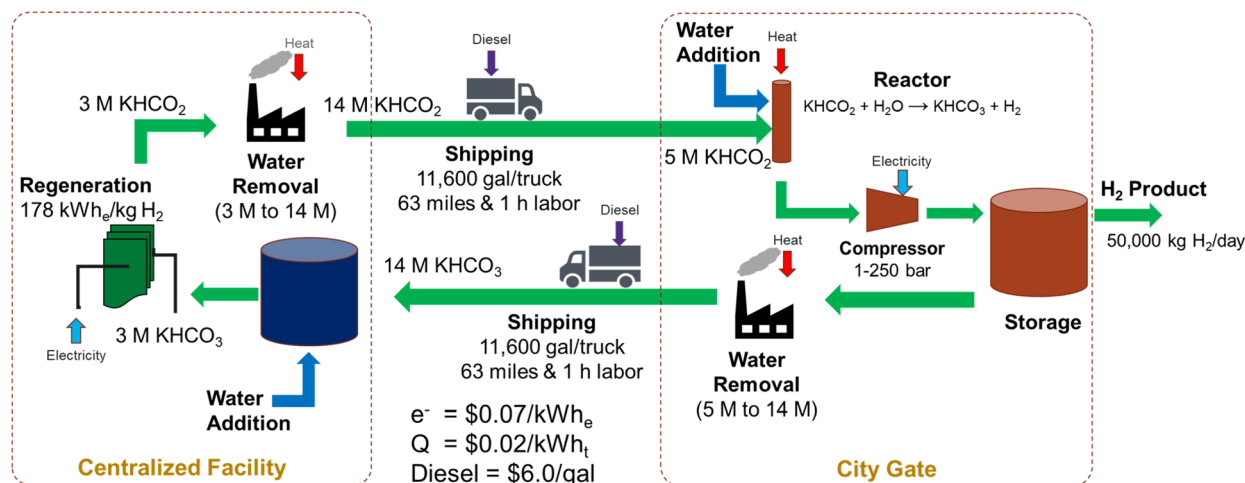 Heat
3 M KHCO₂
Water
Removal
(3 M to 14 M)
Regeneration
178 kWhₑ/kg H₂
Electricity
3 M KHCO₃
Water
Addition
Centralized Facility
14 M KHCO₂
Diesel
Shipping
11,600 gal/truck
63 miles & 1 h labor
Diesel
14 M KHCO₃
Shipping
11,600 gal/truck
63 miles & 1 h labor
e⁻ = $0.07/kWhₑ
Q = $0.02/kWhₜ
Diesel = $6.0/gal
Water
Addition
Heat
Reactor
KHCO₂ + H₂O → KHCO₃ + H₂
5 M KHCO₂
Electricity
Compressor
1-250 bar
Storage
H₂ Product
50,000 kg H₂/day
Heat
Water
Removal
(5 M to 14 M)
City Gate